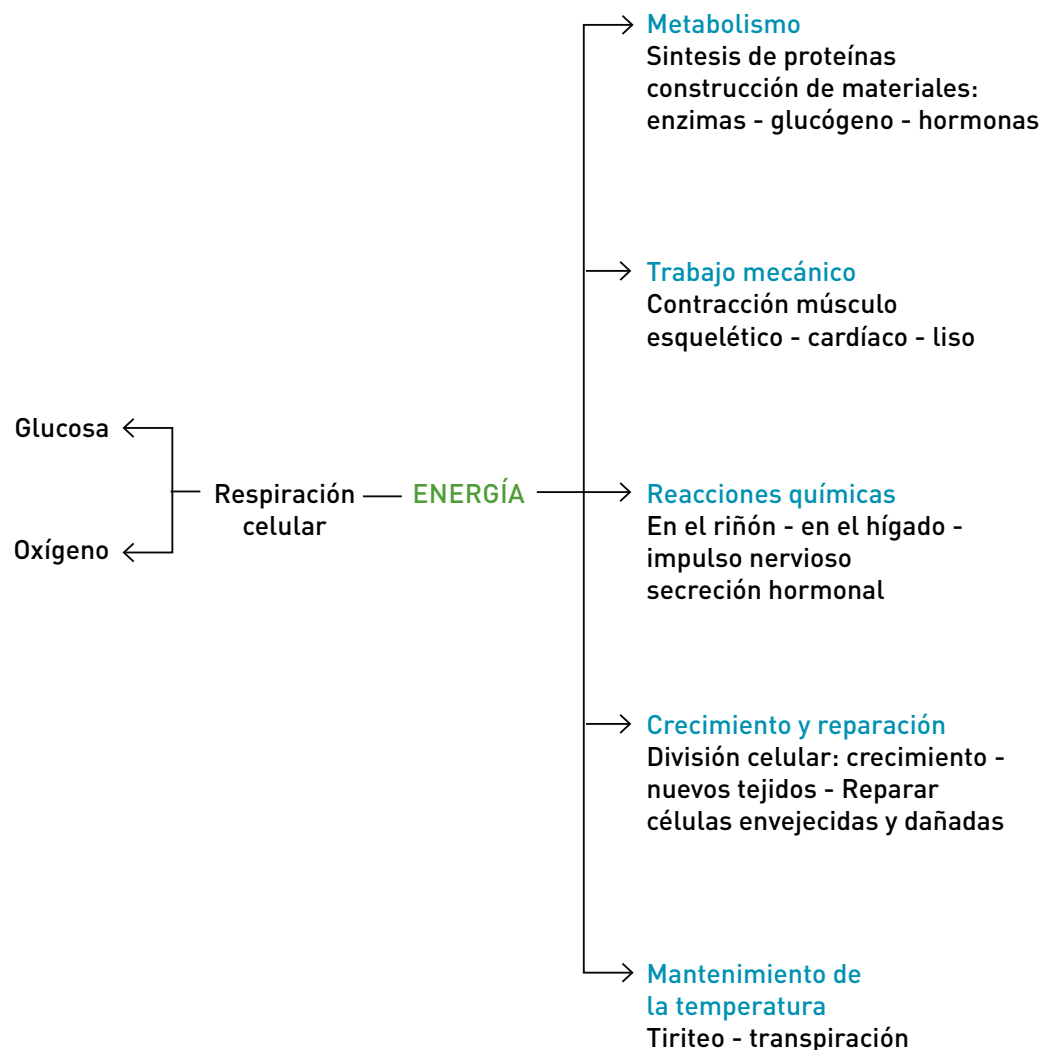 Metabolismo
Sintesis de proteínas
construcción de materiales:
enzimas - glucógeno - hormonas
Trabajo mecánico
Contracción músculo
esquelético - cardíaco - liso
Glucosa
Oxígeno
Respiración
celular
ENERGÍA
Reacciones químicas
En el riñón - en el hígado -
impulso nervioso
secreción hormonal
Crecimiento y reparación
División celular: crecimiento -
nuevos tejidos - Reparar
células envejecidas y dañadas
Mantenimiento de
la temperatura
Tiriteo - transpiración